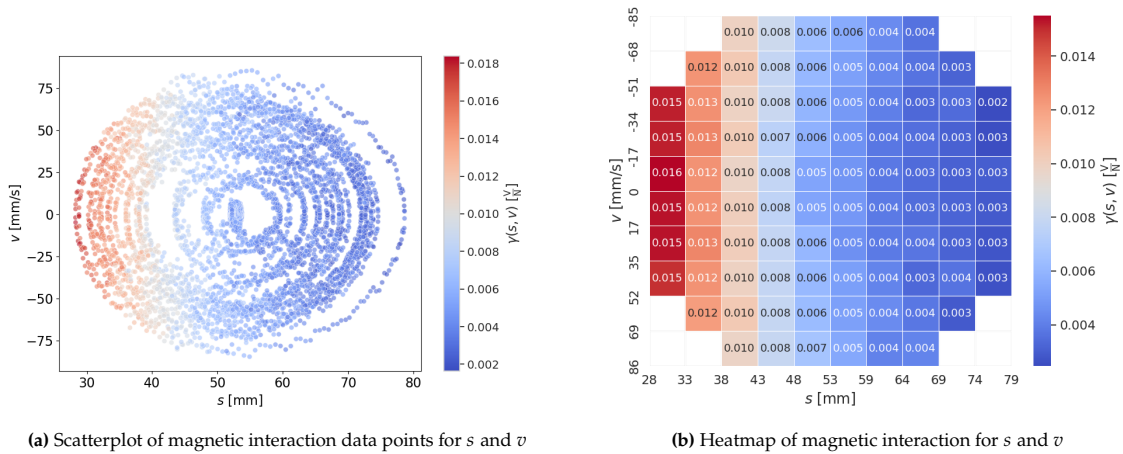 75
50
25
0
−25
−50
−75
v [mm/s]
30 40 50 60 70 80
s [mm]
0.018
0.016
0.014
0.012
0.010
0.008
0.006
0.004
0.002
γ(s, v) [V/N]
-85
-68
-51
-34
-17
0
17
35
52
69
86
v [mm/s]
0.010 0.008 0.006 0.006 0.004 0.004
0.012 0.010 0.008 0.006 0.005 0.004 0.004 0.003
0.015 0.013 0.010 0.008 0.006 0.005 0.004 0.003 0.003 0.002
0.015 0.013 0.010 0.007 0.006 0.005 0.004 0.003 0.003 0.003
0.016 0.012 0.010 0.008 0.005 0.005 0.004 0.004 0.003 0.003
0.015 0.012 0.010 0.008 0.005 0.005 0.004 0.004 0.003 0.003
0.015 0.013 0.010 0.008 0.006 0.005 0.004 0.003 0.003 0.003
0.015 0.012 0.010 0.008 0.006 0.005 0.004 0.003 0.004 0.003
0.012 0.010 0.008 0.006 0.005 0.004 0.004 0.003
0.010 0.008 0.007 0.005 0.004 0.004
28 33 38 43 48 53 59 64 69 74 79
s [mm]
0.014
0.012
0.010
0.008
0.006
0.004
γ(s, v) [V/N]
(a) Scatterplot of magnetic interaction data points for s and v
(b) Heatmap of magnetic interaction for s and v